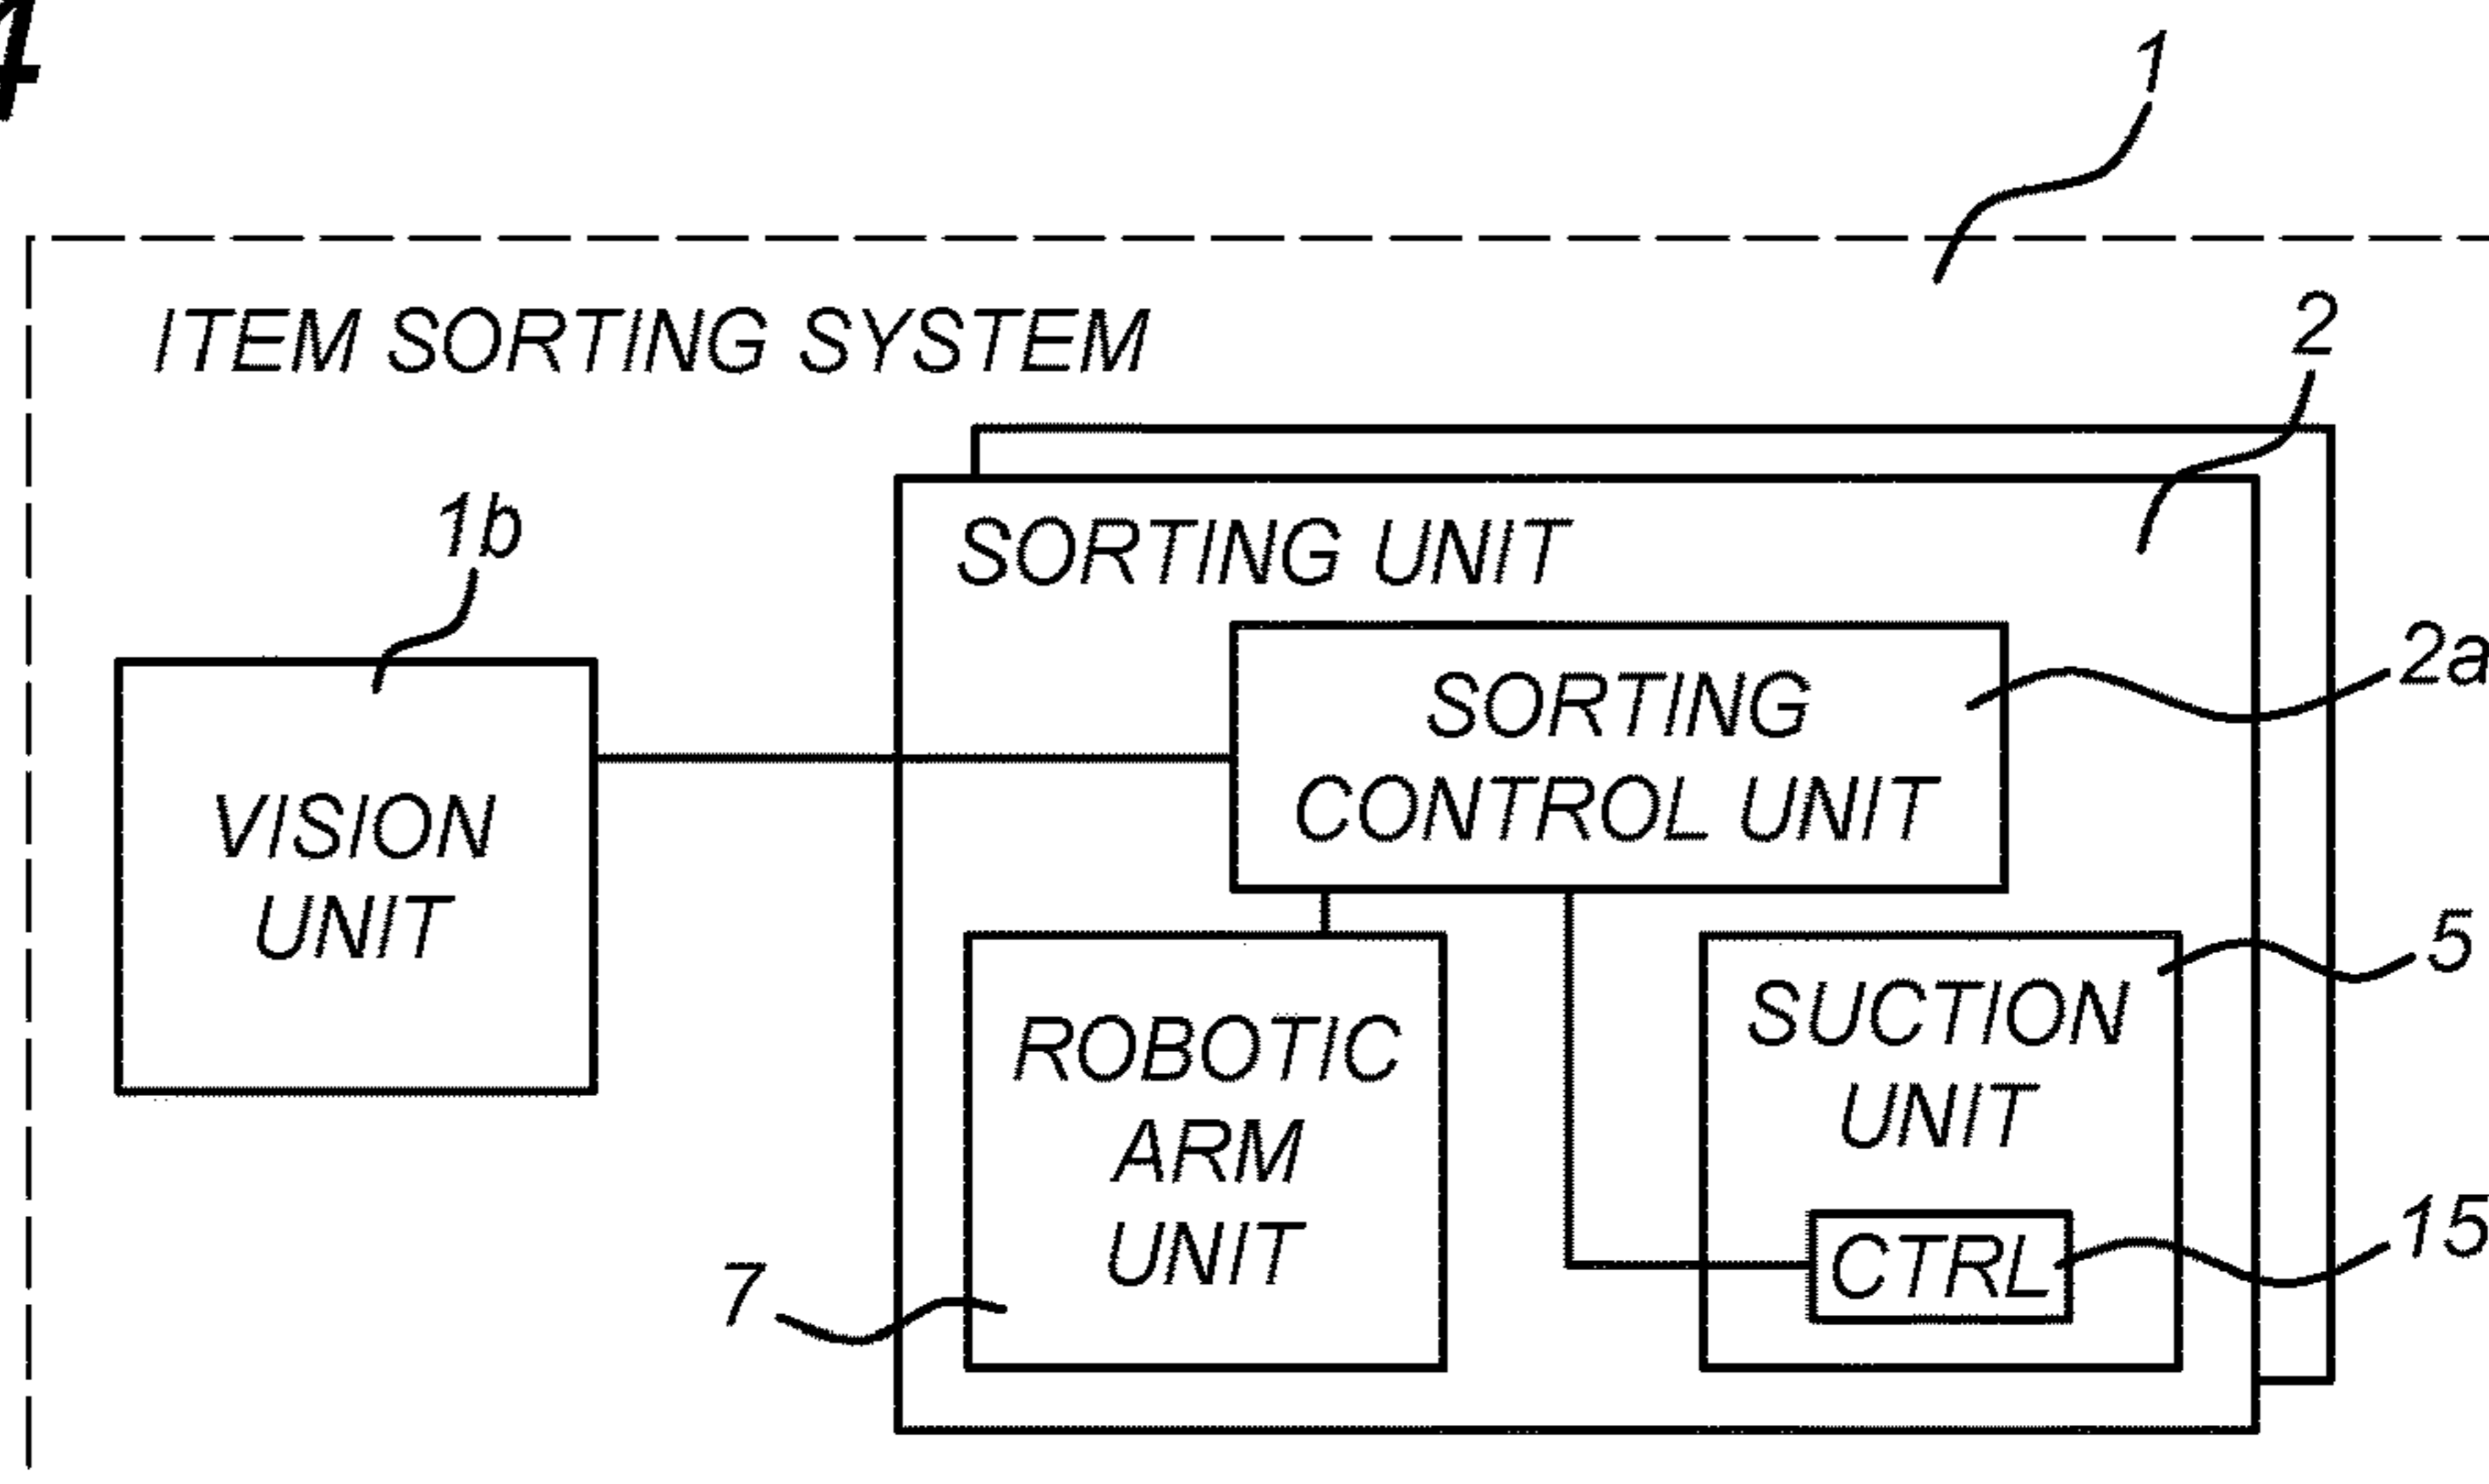 4
1
ITEM SORTING SYSTEM
2
1b
SORTING UNIT
2a
SORTING
CONTROL UNIT
VISION
UNIT
5
SUCTION
UNIT
ROBOTIC
ARM
UNIT
15
CTRL
7